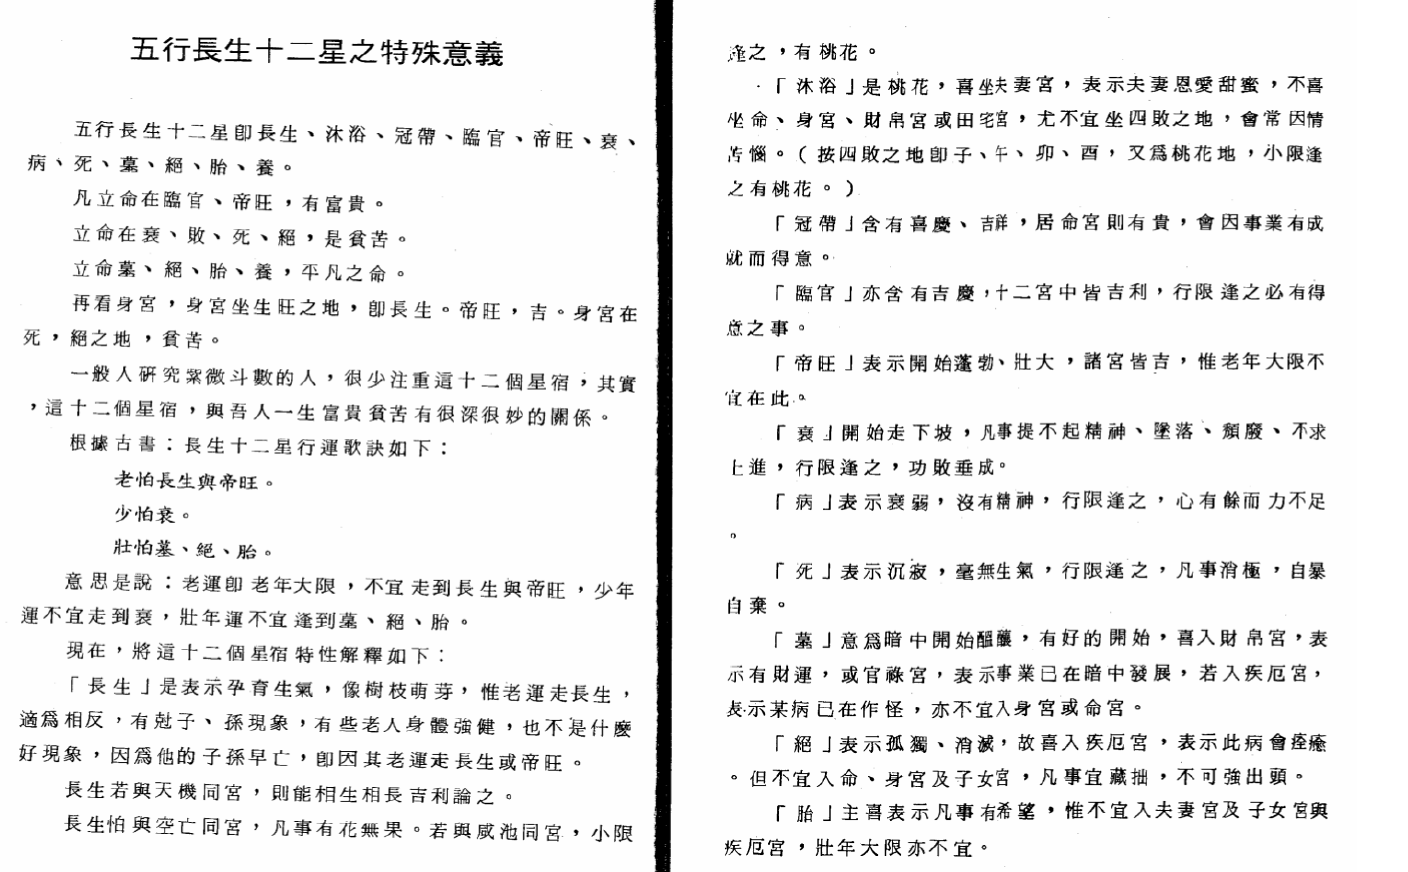 五行長生十二星之特殊意義
五行長生十二星卽長生、沐浴、冠帶、臨官、帝旺、衰、
病、死、墓、絕、胎、養。
凡立命在臨官、帝旺，有富貴。
立命在衰、敗、死、絕，是貧苦。
立命墓、絕、胎、養，平凡之命。
再看身宮，身宮坐生旺之地，卽長生。帝旺，吉。身宮在
死，絕之地，貧苦。
一般人研究紫微斗數的人，很少注重這十二個星宿，其實
，這十二個星宿，與吾人一生富貴貧苦有很深很妙的關係。
根據古書：長生十二星行運歌訣如下：
老怕長生與帝旺。
少怕衰。
壯怕墓、絕、胎。
意思是說：老運卽老年大限，不宜走到長生與帝旺，少年
運不宜走到衰，壯年運不宜逢到墓、絕、胎。
現在，將這十二個星宿特性解釋如下：
「長生」是表示孕育生氣，像樹枝萌芽，惟老運走長生，
適爲相反，有尅子、孫現象，有些老人身體強健，也不是什麼
好現象，因爲他的子孫早亡，卽因其老運走長生或帝旺。
長生若與天機同宮，則能相生相長吉利論之。
長生怕與空亡同宮，凡事有花無果。若與咸池同宮，小限
逢之，有桃花。
「沐浴」是桃花，喜坐夫妻宮，表示夫妻恩愛甜蜜，不喜
坐命、身宮、財帛宮或田宅宮，尤不宜坐四敗之地，會常因情
苦惱。（按四敗之地卽子、午、卯、酉，又爲桃花地，小限逢
之有桃花。）
「冠帶」含有喜慶、吉祥，居命宮則有貴，會因事業有成
就而得意。
「臨官」亦含有吉慶，十二宮中皆吉利，行限逢之必有得
意之事。
「帝旺」表示開始蓬勃、壯大，諸宮皆吉，惟老年大限不
宜在此。
「衰」開始走下坡，凡事提不起精神、墜落、頹廢、不求
上進，行限逢之，功敗垂成。
「病」表示衰弱，沒有精神，行限逢之，心有餘而力不足
。
「死」表示沉寂，毫無生氣，行限逢之，凡事消極，自暴
自棄。
「墓」意爲暗中開始醞釀，有好的開始，喜入財帛宮，表
示有財運，或官祿宮，表示事業已在暗中發展，若入疾厄宮，
表示某病已在作怪，亦不宜入身宮或命宮。
「絕」表示孤獨、消滅，故喜入疾厄宮，表示此病會痊癒
。但不宜入命、身宮及子女宮，凡事宜藏拙，不可強出頭。
「胎」主喜表示凡事有希望，惟不宜入夫妻宮及子女宮與
疾厄宮，壯年大限亦不宜。